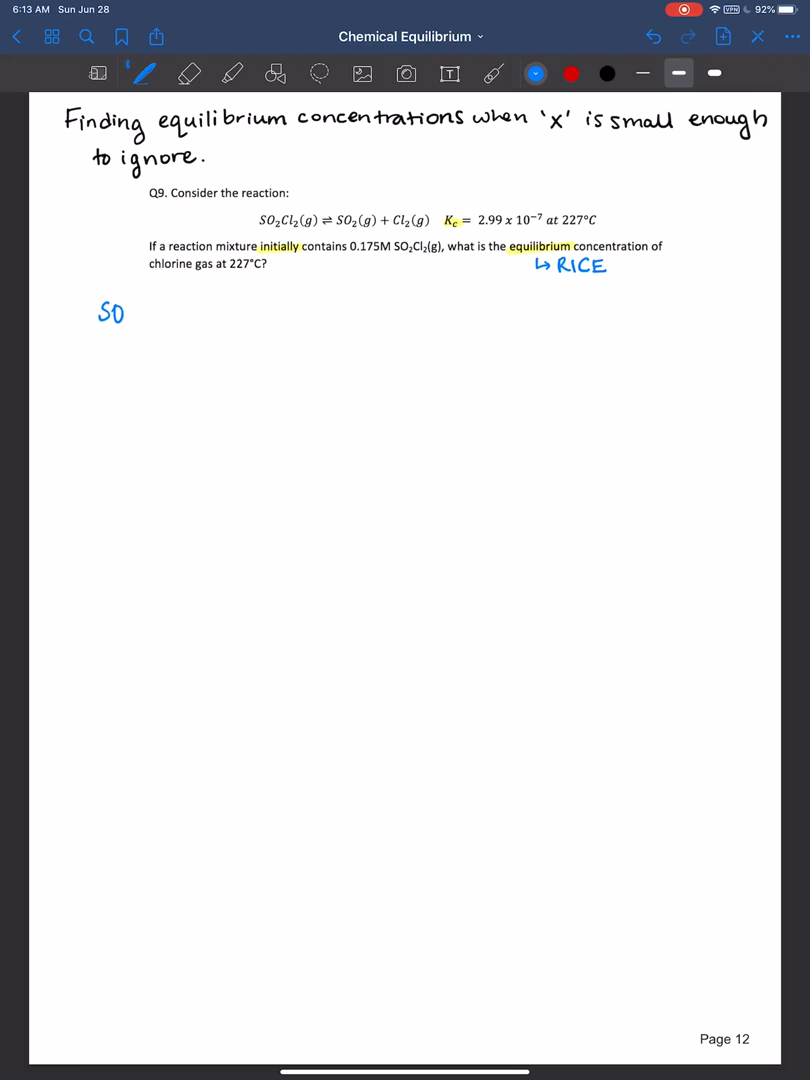 6:13 AM Sun Jun 28
VPN 92%
Chemical Equilibrium
T
Finding equilibrium concentrations when 'x' is small enough
to ignore.
Q9. Consider the reaction:
SO₂Cl₂(g) ⇌ SO₂(g) + Cl₂(g) K_c = 2.99 x 10⁻⁷ at 227°C
If a reaction mixture initially contains 0.175M SO₂Cl₂(g), what is the equilibrium concentration of
chlorine gas at 227°C?
↳ RICE
SO
Page 12